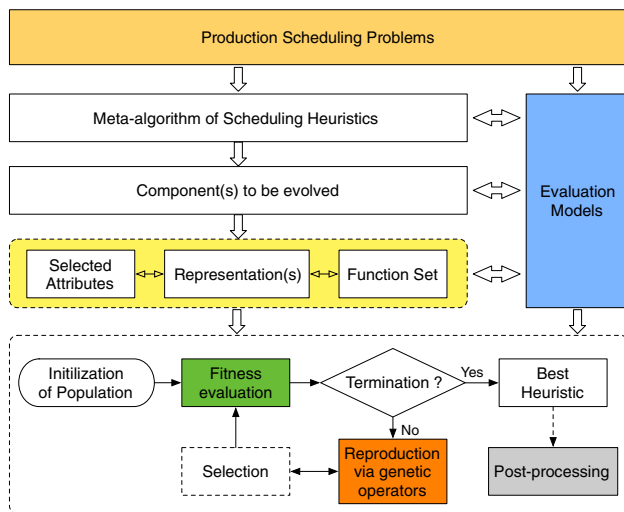 Production Scheduling Problems
Meta-algorithm of Scheduling Heuristics
Component(s) to be evolved
Evaluation
Models
Selected
Attributes
Representation(s)
Function Set
Initilization
of Population
Fitness
evaluation
Termination ?
Yes
Best
Heuristic
No
Selection
Reproduction
via genetic
operators
Post-processing